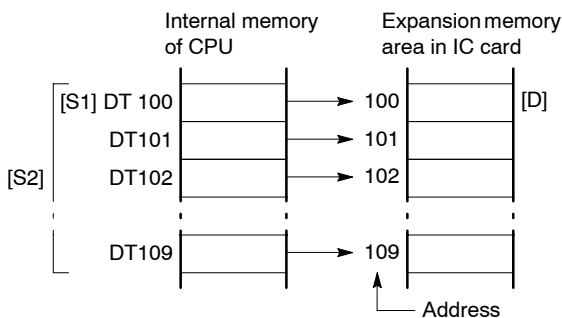 Internal memory
of CPU
Expansion memory
area in IC card
[S1] DT 100
100
[D]
DT101
101
[S2]
DT102
102
DT109
109
Address